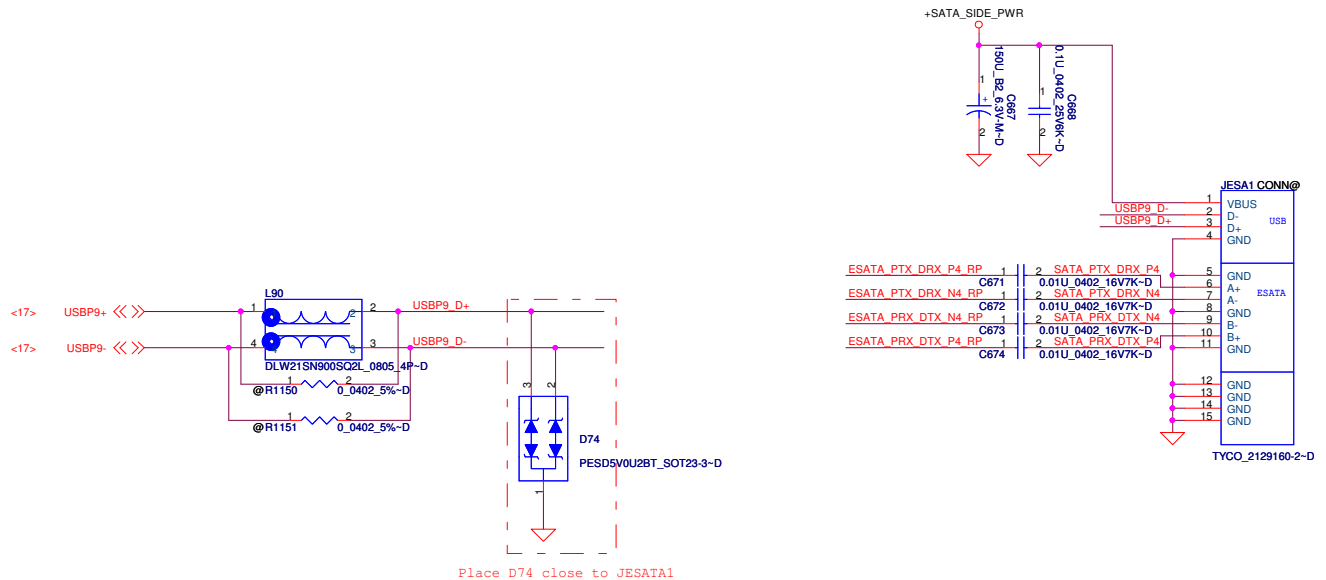 +SATA_SIDE_PWR
1
2
150U_B2_6.3V-M~D
C667
+
1
2
0.1U_0402_25V6K~D
C668
JESA1 CONN@
USBP9_D-
USBP9_D+
1 VBUS
2 D-
3 D+
4 GND
USB
5 GND
6 A+
7 A-
8 GND
9 B-
10 B+
11 GND
ESATA
12 GND
13 GND
14 GND
15 GND
TYCO_2129160-2~D
ESATA_PTX_DRX_P4_RP 1 2 SATA_PTX_DRX_P4
C671 0.01U_0402_16V7K~D
ESATA_PTX_DRX_N4_RP 1 2 SATA_PTX_DRX_N4
C672 0.01U_0402_16V7K~D
ESATA_PRX_DTX_N4_RP 1 2 SATA_PRX_DTX_N4
C673 0.01U_0402_16V7K~D
ESATA_PRX_DTX_P4_RP 1 2 SATA_PRX_DTX_P4
C674 0.01U_0402_16V7K~D
L90
<17> USBP9+ 1 2 2 USBP9_D+
<17> USBP9- 4 4 3 3 USBP9_D-
DLW21SN900SQ2L_0805_4P~D
1 2
@R1150 0_0402_5%~D
1 2
@R1151 0_0402_5%~D
3 2
D74
PESD5V0U2BT_SOT23-3~D
1
Place D74 close to JESATA1